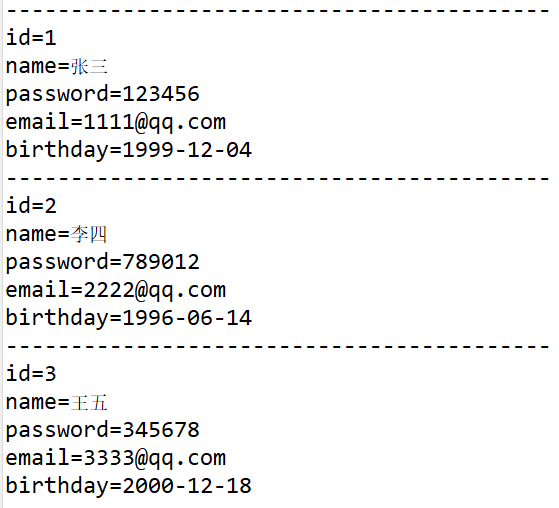 ------------------------------------------
id=1
name=张三
password=123456
email=1111@qq.com
birthday=1999-12-04
------------------------------------------
id=2
name=李四
password=789012
email=2222@qq.com
birthday=1996-06-14
------------------------------------------
id=3
name=王五
password=345678
email=3333@qq.com
birthday=2000-12-18